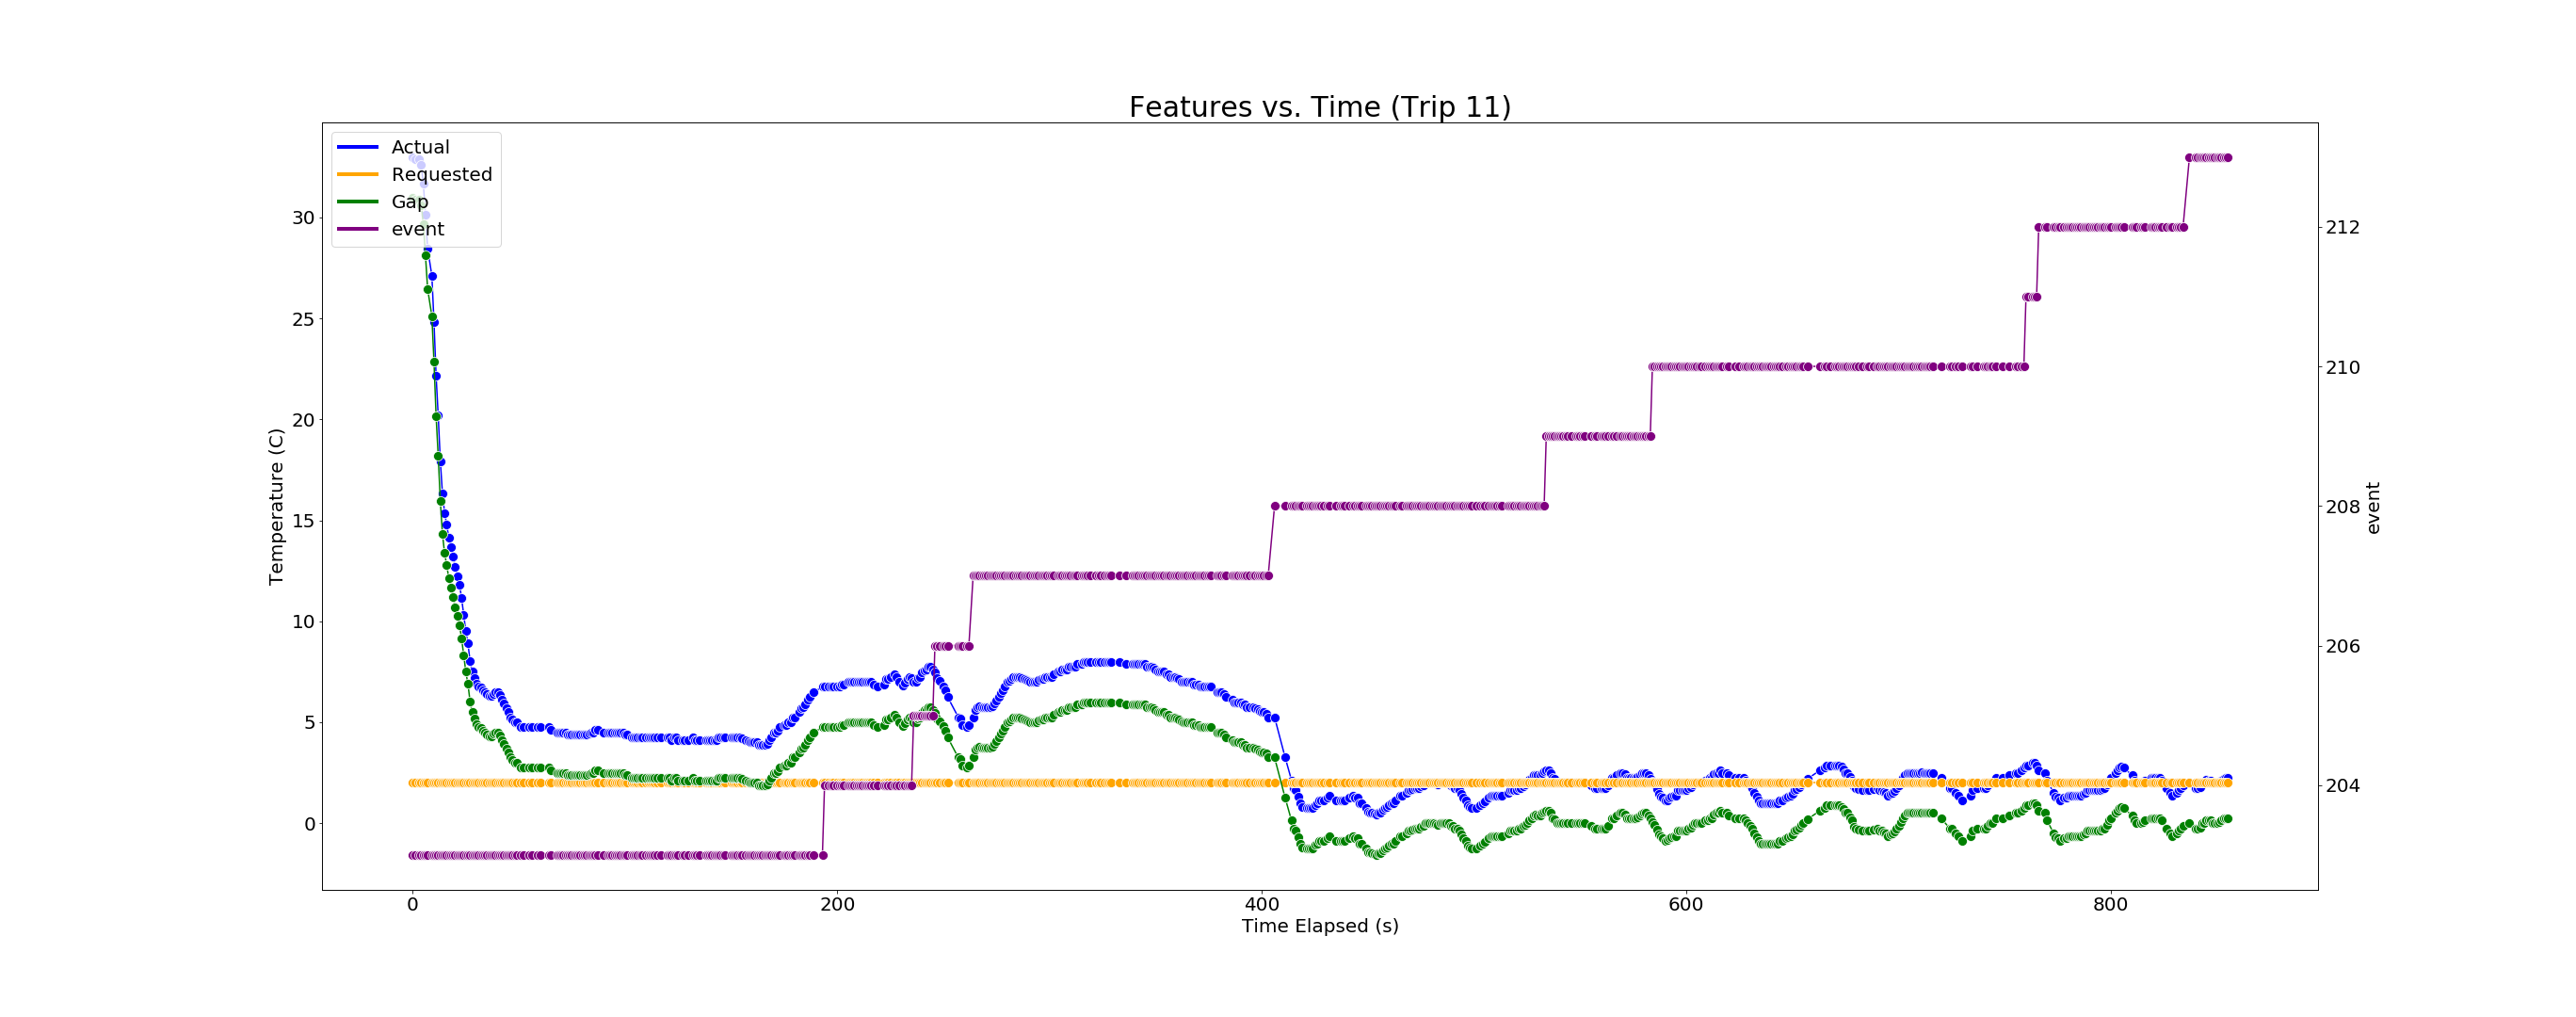 Features vs. Time (Trip 11)
Actual
Requested
Gap
event
30
25
20
15
10
5
0
Temperature (C)
212
210
208
206
204
event
0 200 400 600 800
Time Elapsed (s)